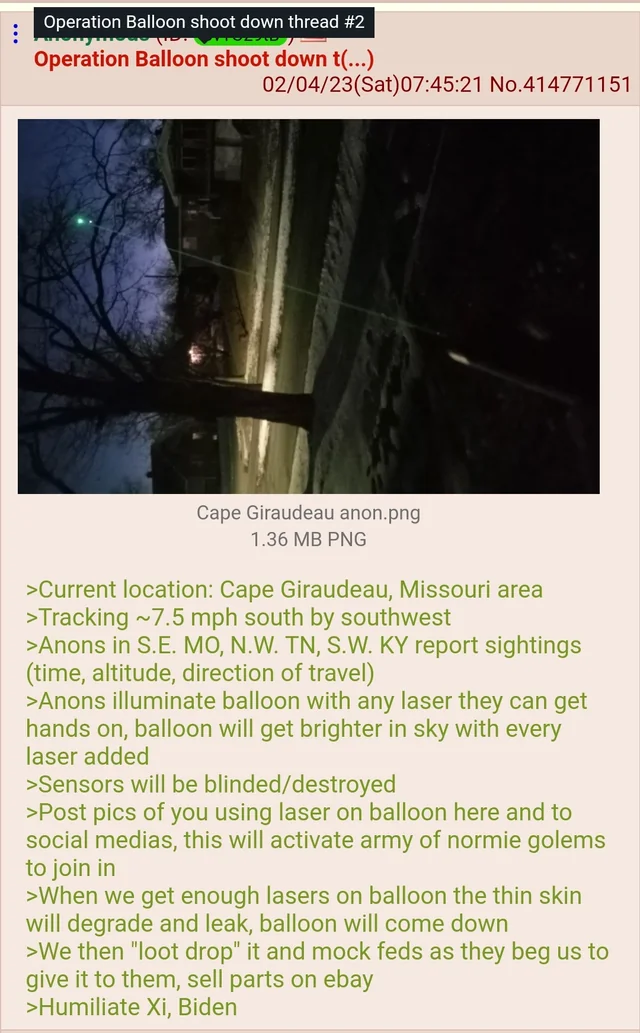 Operation Balloon shoot down thread #2
Anonymous (ID:
Operation Balloon shoot down t(...)
02/04/23(Sat)07:45:21 No.414771151
Cape Giraudeau anon.png
1.36 MB PNG
>Current location: Cape Giraudeau, Missouri area
>Tracking ~7.5 mph south by southwest
>Anons in S.E. MO, N.W. TN, S.W. KY report sightings
(time, altitude, direction of travel)
>Anons illuminate balloon with any laser they can get
hands on, balloon will get brighter in sky with every
laser added
>Sensors will be blinded/destroyed
>Post pics of you using laser on balloon here and to
social medias, this will activate army of normie golems
to join in
>When we get enough lasers on balloon the thin skin
will degrade and leak, balloon will come down
>We then "loot drop" it and mock feds as they beg us to
give it to them, sell parts on ebay
>Humiliate Xi, Biden